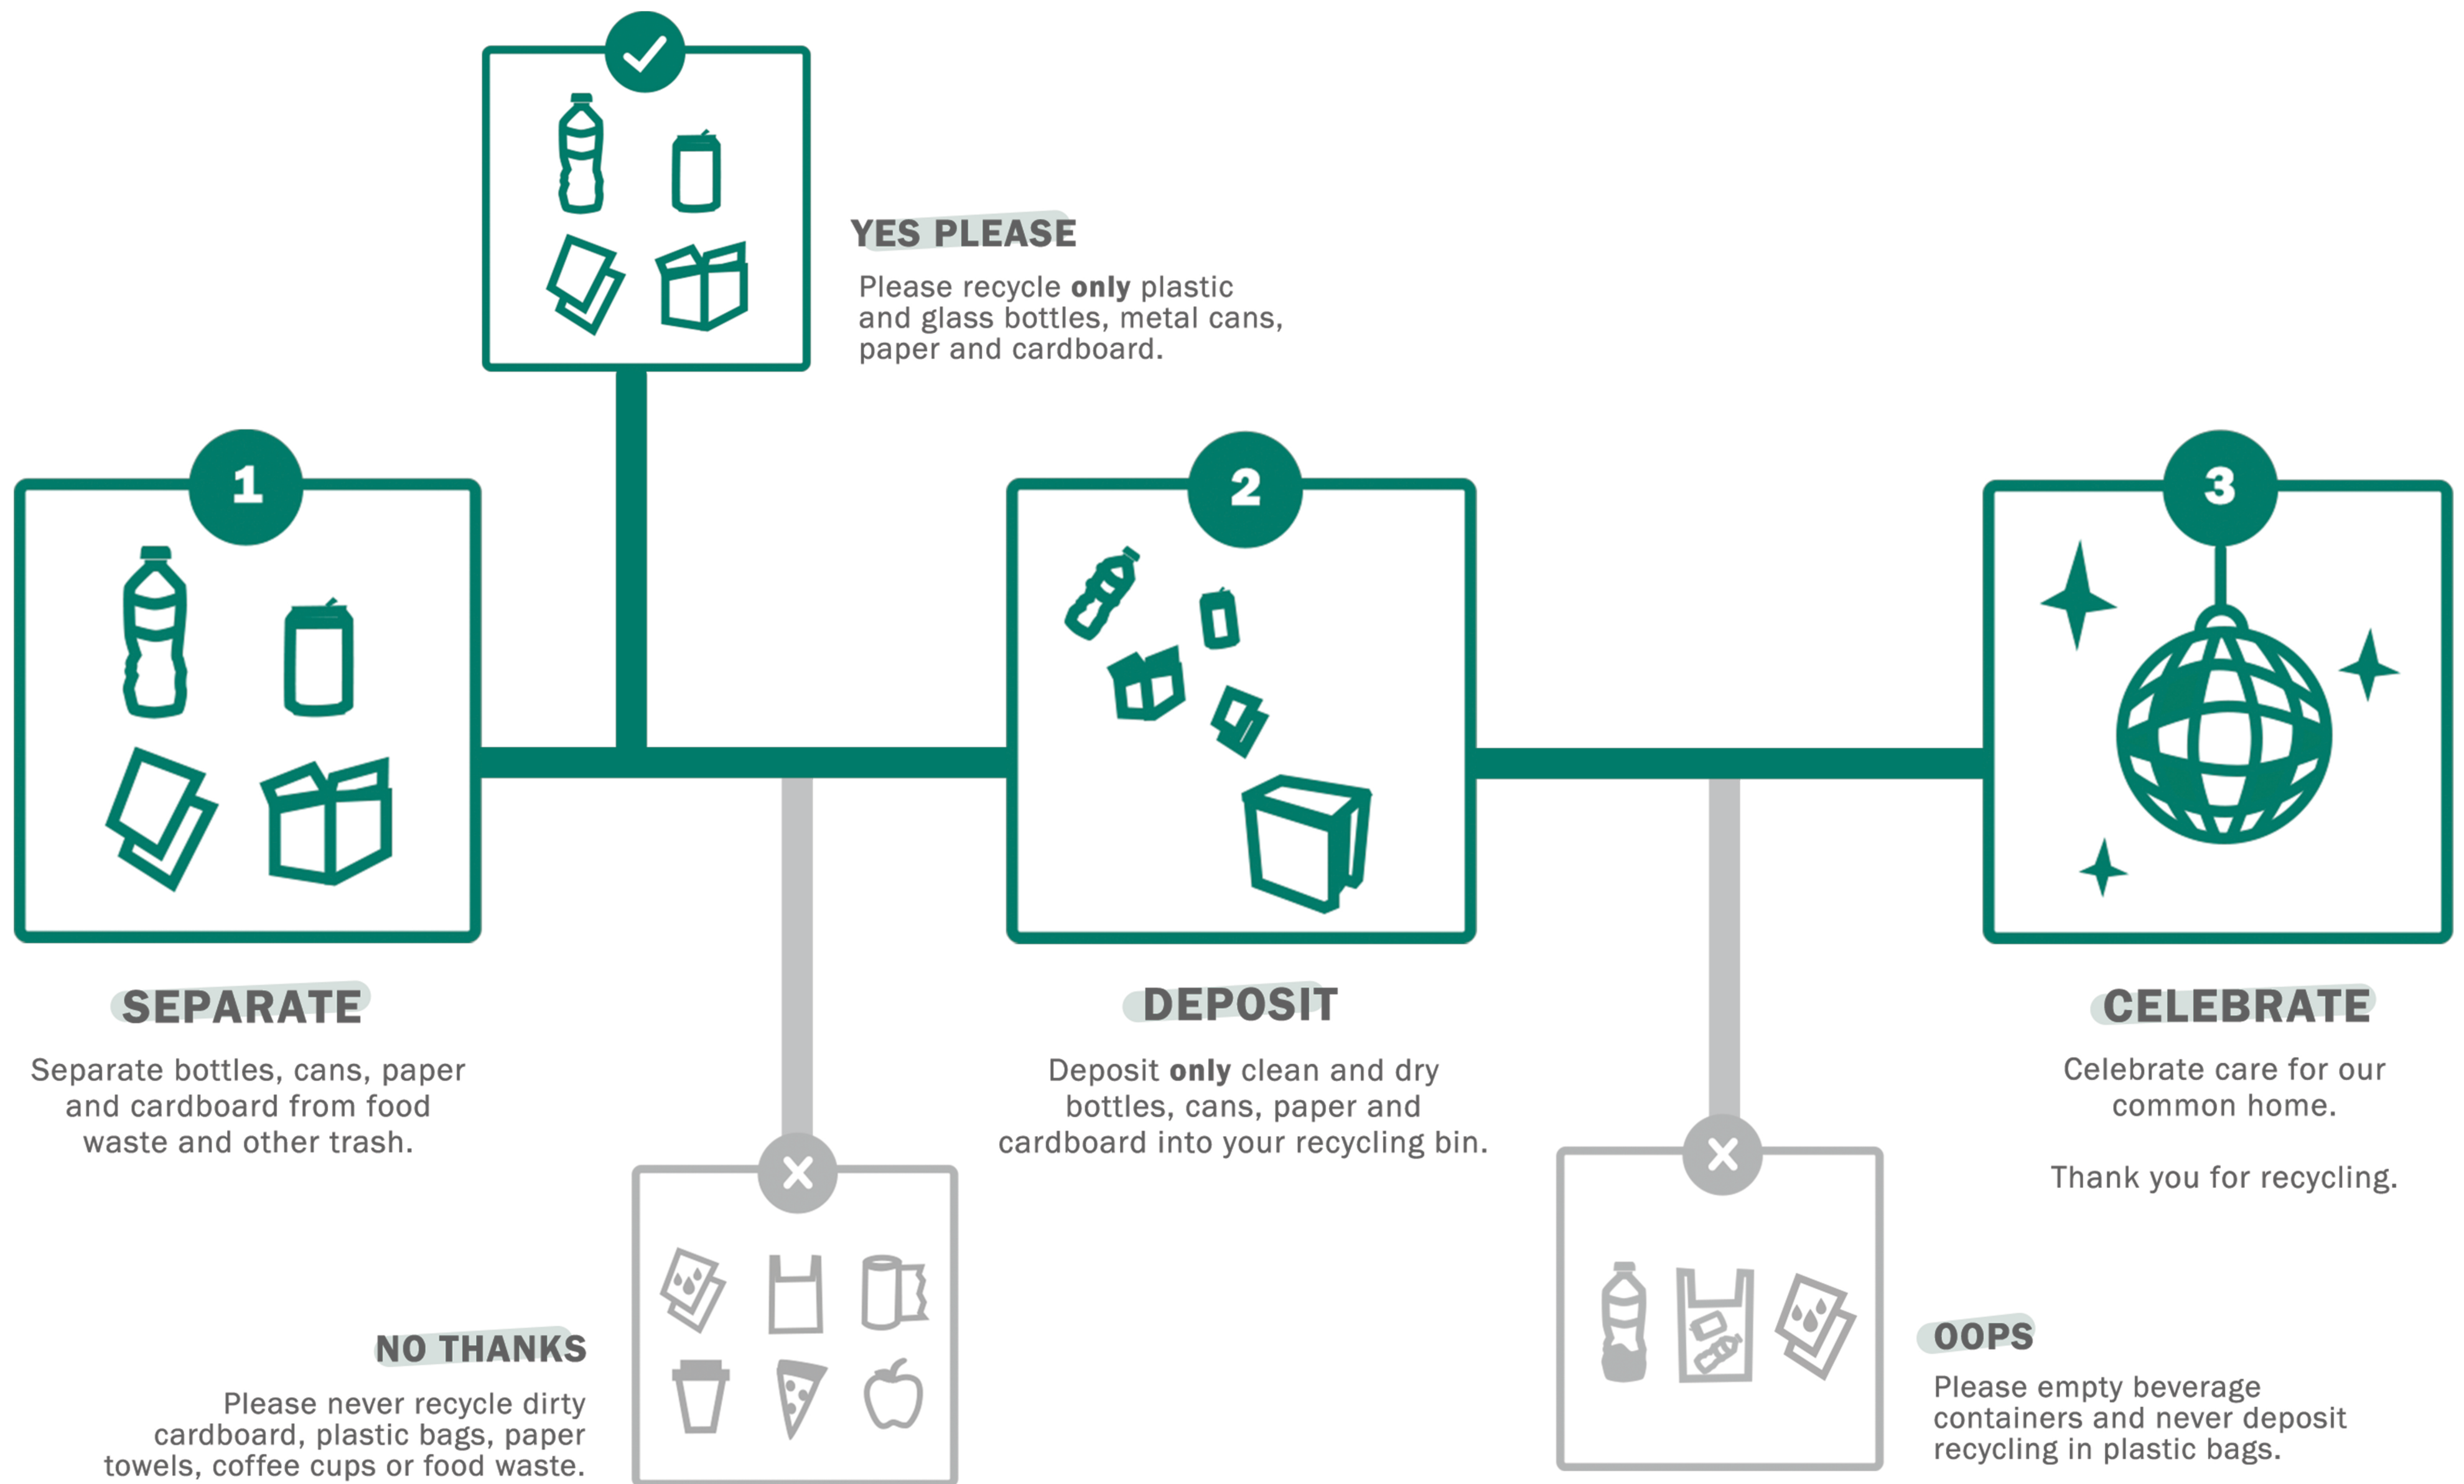 YES PLEASE
Please recycle only plastic
and glass bottles, metal cans,
paper and cardboard.
1
SEPARATE
Separate bottles, cans, paper
and cardboard from food
waste and other trash.
2
DEPOSIT
Deposit only clean and dry
bottles, cans, paper and
cardboard into your recycling bin.
3
CELEBRATE
Celebrate care for our
common home.
Thank you for recycling.
NO THANKS
Please never recycle dirty
cardboard, plastic bags, paper
towels, coffee cups or food waste.
OOPS
Please empty beverage
containers and never deposit
recycling in plastic bags.